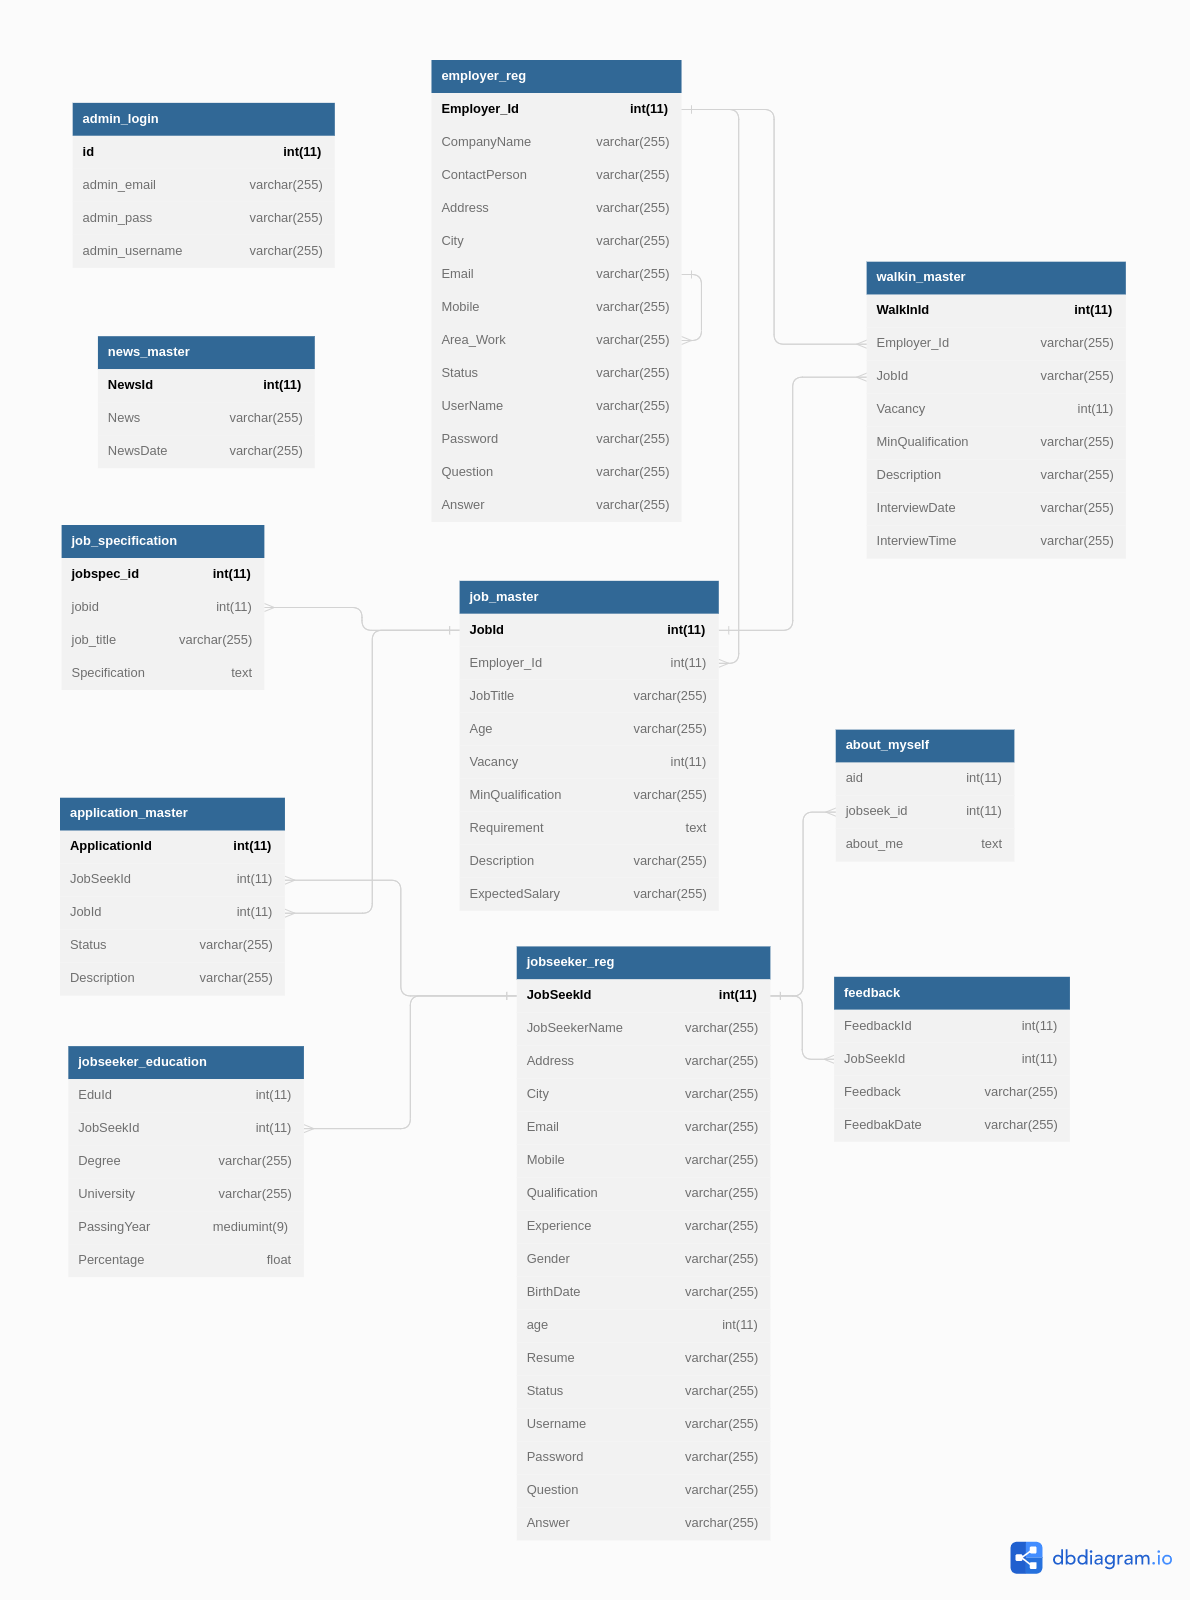 employer_reg
Employer_Id int(11)
CompanyName varchar(255)
ContactPerson varchar(255)
Address varchar(255)
City varchar(255)
Email varchar(255)
Mobile varchar(255)
Area_Work varchar(255)
Status varchar(255)
UserName varchar(255)
Password varchar(255)
Question varchar(255)
Answer varchar(255)
admin_login
id int(11)
admin_email varchar(255)
admin_pass varchar(255)
admin_username varchar(255)
walkin_master
WalkInId int(11)
Employer_Id varchar(255)
JobId varchar(255)
Vacancy int(11)
MinQualification varchar(255)
Description varchar(255)
InterviewDate varchar(255)
InterviewTime varchar(255)
news_master
NewsId int(11)
News varchar(255)
NewsDate varchar(255)
job_specification
jobspec_id int(11)
jobid int(11)
job_title varchar(255)
Specification text
job_master
JobId int(11)
Employer_Id int(11)
JobTitle varchar(255)
Age varchar(255)
Vacancy int(11)
MinQualification varchar(255)
Requirement text
Description varchar(255)
ExpectedSalary varchar(255)
about_myself
aid int(11)
jobseek_id int(11)
about_me text
application_master
ApplicationId int(11)
JobSeekId int(11)
JobId int(11)
Status varchar(255)
Description varchar(255)
jobseeker_reg
JobSeekId int(11)
JobSeekerName varchar(255)
Address varchar(255)
City varchar(255)
Email varchar(255)
Mobile varchar(255)
Qualification varchar(255)
Experience varchar(255)
Gender varchar(255)
BirthDate varchar(255)
age int(11)
Resume varchar(255)
Status varchar(255)
Username varchar(255)
Password varchar(255)
Question varchar(255)
Answer varchar(255)
feedback
FeedbackId int(11)
JobSeekId int(11)
Feedback varchar(255)
FeedbakDate varchar(255)
jobseeker_education
EduId int(11)
JobSeekId int(11)
Degree varchar(255)
University varchar(255)
PassingYear mediumint(9)
Percentage float
dbdiagram.io